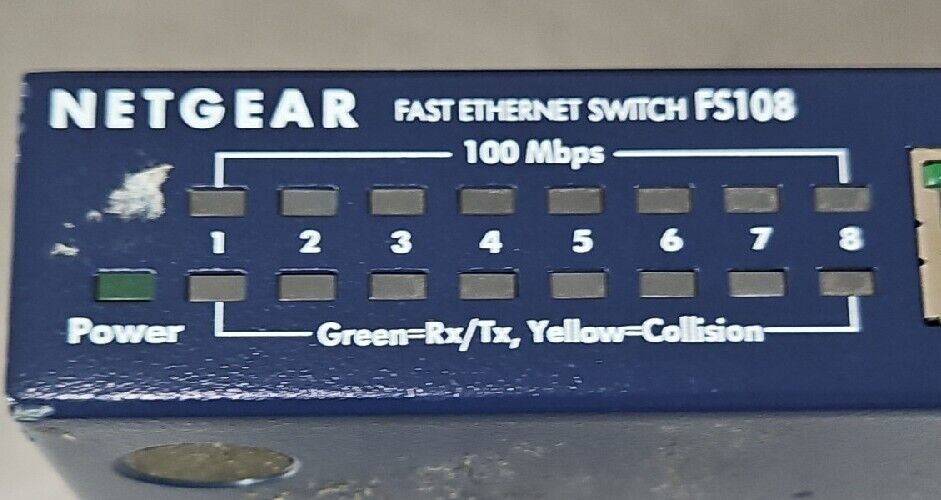 NETGEAR FAST ETHERNET SWITCH FS108
100 Mbps
1 2 3 4 5 6 7 8
Power Green=Rx/Tx, Yellow=Collision